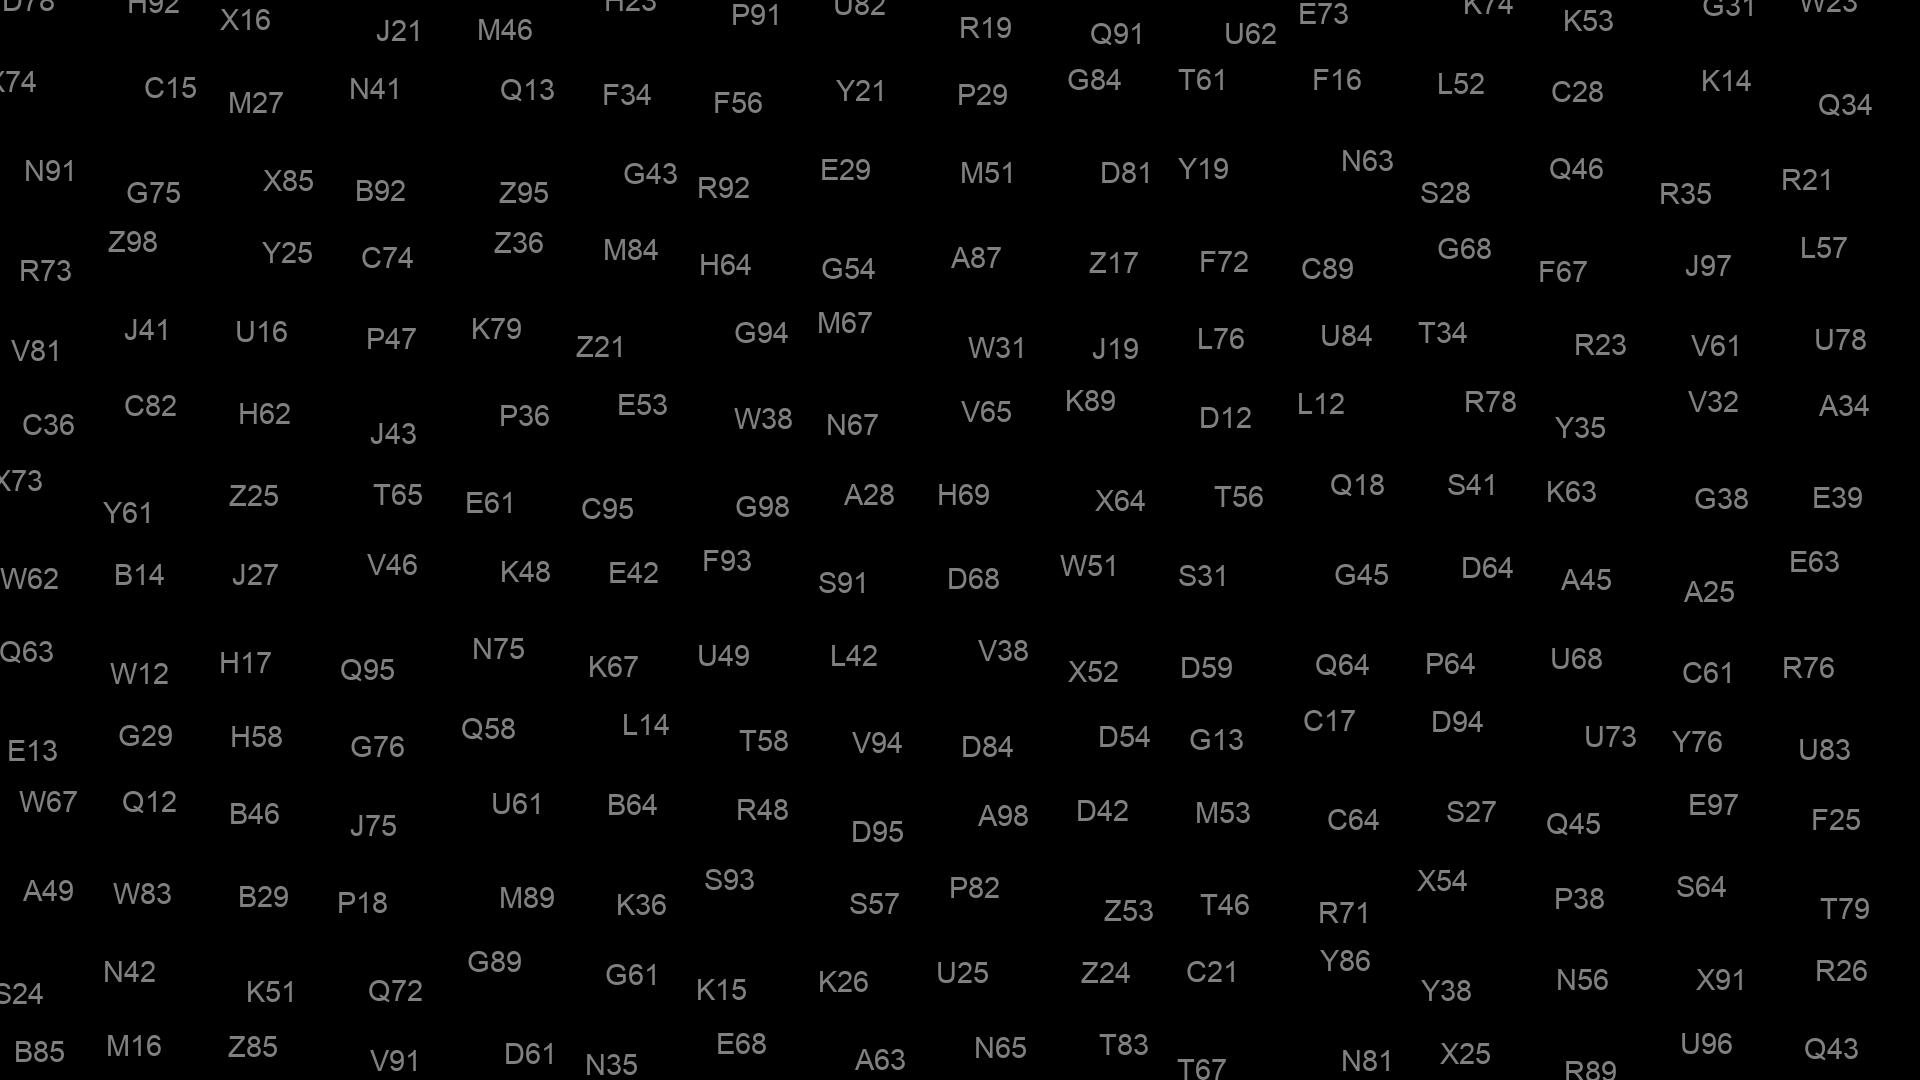 D78 H92 X16 J21 M46 H23 P91 U82 R19 Q91 U62 E73 K74 K53 G31 W23
74 C15 M27 N41 Q13 F34 F56 Y21 P29 G84 T61 F16 L52 C28 K14 Q34
N91 G75 X85 B92 Z95 G43 R92 E29 M51 D81 Y19 N63 S28 Q46 R35 R21
R73 Z98 Y25 C74 Z36 M84 H64 G54 A87 Z17 F72 C89 G68 F67 J97 L57
V81 J41 U16 P47 K79 Z21 G94 M67 W31 J19 L76 U84 T34 R23 V61 U78
C36 C82 H62 J43 P36 E53 W38 N67 V65 K89 D12 L12 R78 Y35 V32 A34
X73 Y61 Z25 T65 E61 C95 G98 A28 H69 X64 T56 Q18 S41 K63 G38 E39
W62 B14 J27 V46 K48 E42 F93 S91 D68 W51 S31 G45 D64 A45 A25 E63
Q63 W12 H17 Q95 N75 K67 U49 L42 V38 X52 D59 Q64 P64 U68 C61 R76
E13 G29 H58 G76 Q58 L14 T58 V94 D84 D54 G13 C17 D94 U73 Y76 U83
W67 Q12 B46 J75 U61 B64 R48 D95 A98 D42 M53 C64 S27 Q45 E97 F25
A49 W83 B29 P18 M89 K36 S93 S57 P82 Z53 T46 R71 X54 P38 S64 T79
S24 N42 K51 Q72 G89 G61 K15 K26 U25 Z24 C21 Y86 Y38 N56 X91 R26
B85 M16 Z85 V91 D61 N35 E68 A63 N65 T83 T67 N81 X25 R89 U96 Q43